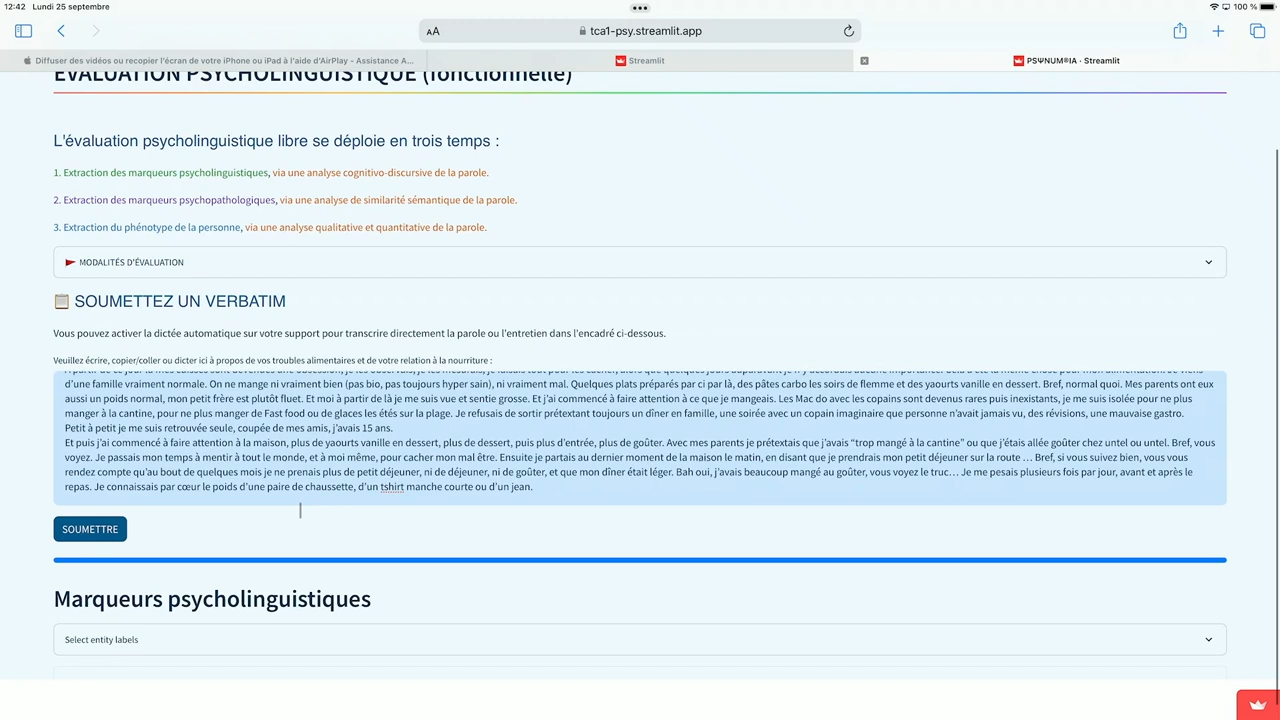 12:42 Lundi 25 septembre
100 %
AA
tca1-psy.streamlit.app
Diffuser des vidéos ou recopier l'écran de votre iPhone ou iPad à l'aide d'AirPlay - Assistance A...
Streamlit
PSΨNUM®IA · Streamlit
ÉVALUATION PSYCHOLINGUISTIQUE (fonctionnelle)
L'évaluation psycholinguistique libre se déploie en trois temps :
1. Extraction des marqueurs psycholinguistiques, via une analyse cognitivo-discursive de la parole.
2. Extraction des marqueurs psychopathologiques, via une analyse de similarité sémantique de la parole.
3. Extraction du phénotype de la personne, via une analyse qualitative et quantitative de la parole.
MODALITÉS D'ÉVALUATION
SOUMETTEZ UN VERBATIM
Vous pouvez activer la dictée automatique sur votre support pour transcrire directement la parole ou l'entretien dans l'encadré ci-dessous.
Veuillez écrire, copier/coller ou dicter ici à propos de vos troubles alimentaires et de votre relation à la nourriture :
d'une famille vraiment normale. On ne mange ni vraiment bien (pas bio, pas toujours hyper sain), ni vraiment mal. Quelques plats préparés par ci par là, des pâtes carbo les soirs de flemme et des yaourts vanille en dessert. Bref, normal quoi. Mes parents ont eux
aussi un poids normal, mon petit frère est plutôt fluet. Et moi à partir de là je me suis vue et sentie grosse. Et j'ai commencé à faire attention à ce que je mangeais. Les Mac do avec les copains sont devenus rares puis inexistants, je me suis isolée pour ne plus
manger à la cantine, pour ne plus manger de Fast food ou de glaces les étés sur la plage. Je refusais de sortir prétextant toujours un dîner en famille, une soirée avec un copain imaginaire que personne n'avait jamais vu, des révisions, une mauvaise gastro.
Petit à petit je me suis retrouvée seule, coupée de mes amis, j'avais 15 ans.
Et puis j'ai commencé à faire attention à la maison, plus de yaourts vanille en dessert, plus de dessert, puis plus d'entrée, plus de goûter. Avec mes parents je prétextais que j'avais “trop mangé à la cantine” ou que j'étais allée goûter chez untel ou untel. Bref, vous
voyez. Je passais mon temps à mentir à tout le monde, et à moi même, pour cacher mon mal être. Ensuite je partais au dernier moment de la maison le matin, en disant que je prendrais mon petit déjeuner sur la route … Bref, si vous suivez bien, vous vous
rendez compte qu'au bout de quelques mois je ne prenais plus de petit déjeuner, ni de déjeuner, ni de goûter, et que mon dîner était léger. Bah oui, j'avais beaucoup mangé au goûter, vous voyez le truc… Je me pesais plusieurs fois par jour, avant et après le
repas. Je connaissais par cœur le poids d'une paire de chaussette, d'un tshirt manche courte ou d'un jean.
SOUMETTRE
Marqueurs psycholinguistiques
Select entity labels